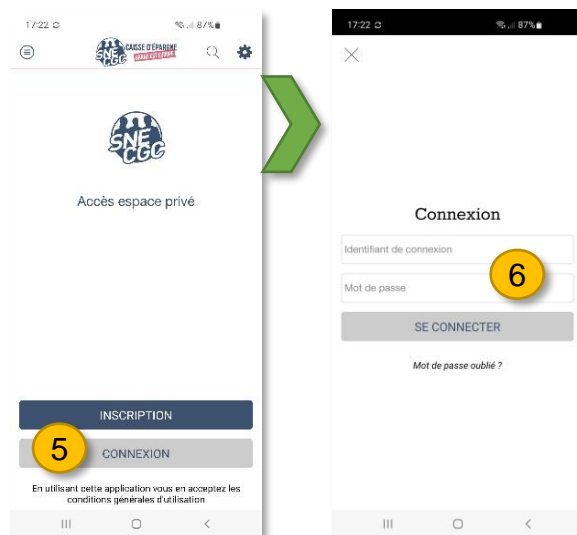 17:22
87%
SNE
CGC
CAISSE D'ÉPARGNE
SNE
CGC
Accès espace privé
INSCRIPTION
5
CONNEXION
En utilisant cette application vous en acceptez les
conditions générales d'utilisation
17:22
87%
Connexion
Identifiant de connexion
6
Mot de passe
SE CONNECTER
Mot de passe oublié ?